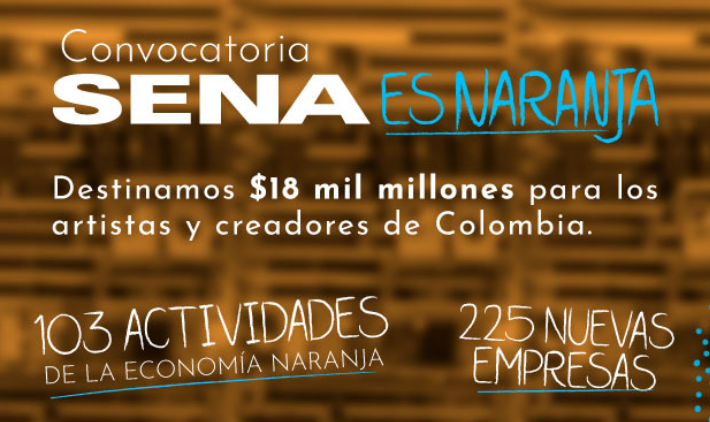 Convocatoria
SENA ES NARANJA
Destinamos $18 mil millones para los
artistas y creadores de Colombia.
103 ACTIVIDADES
DE LA ECONOMÍA NARANJA
225 NUEVAS
EMPRESAS